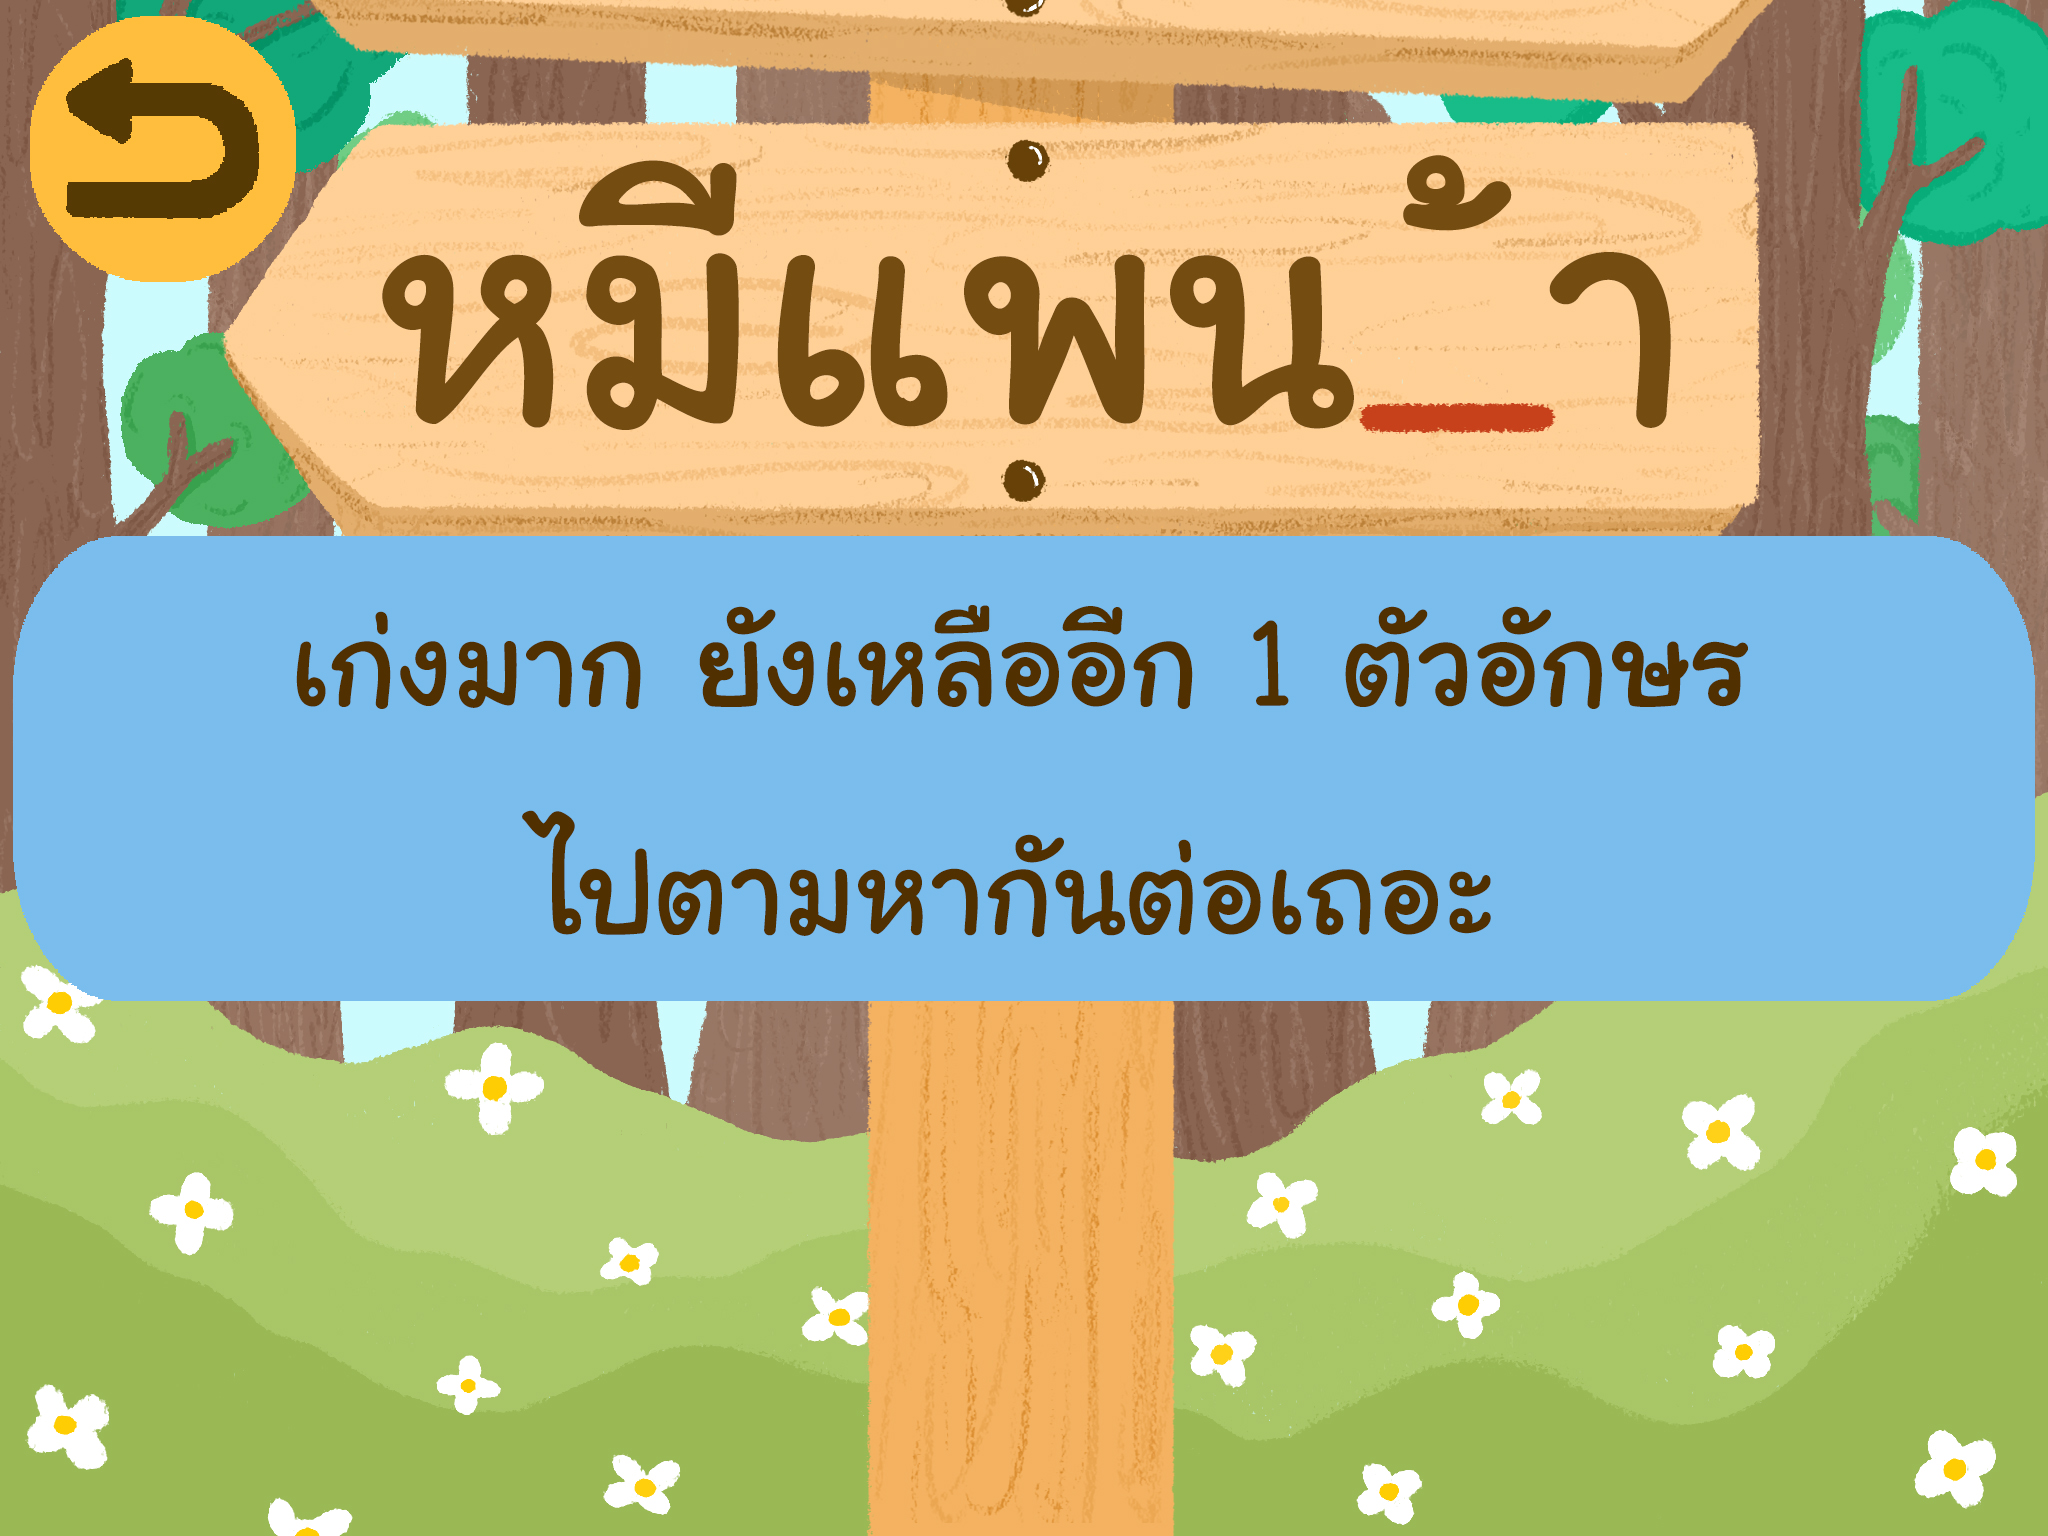 หมีแพน_้า
เก่งมาก ยังเหลืออีก 1 ตัวอักษร
ไปตามหากันต่อเถอะ